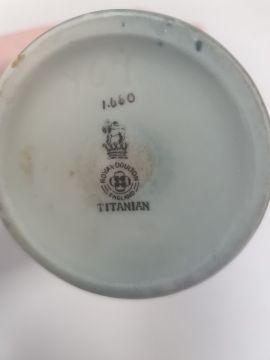 1.660
ROYAL DOULTON
ENGLAND
TITANIAN